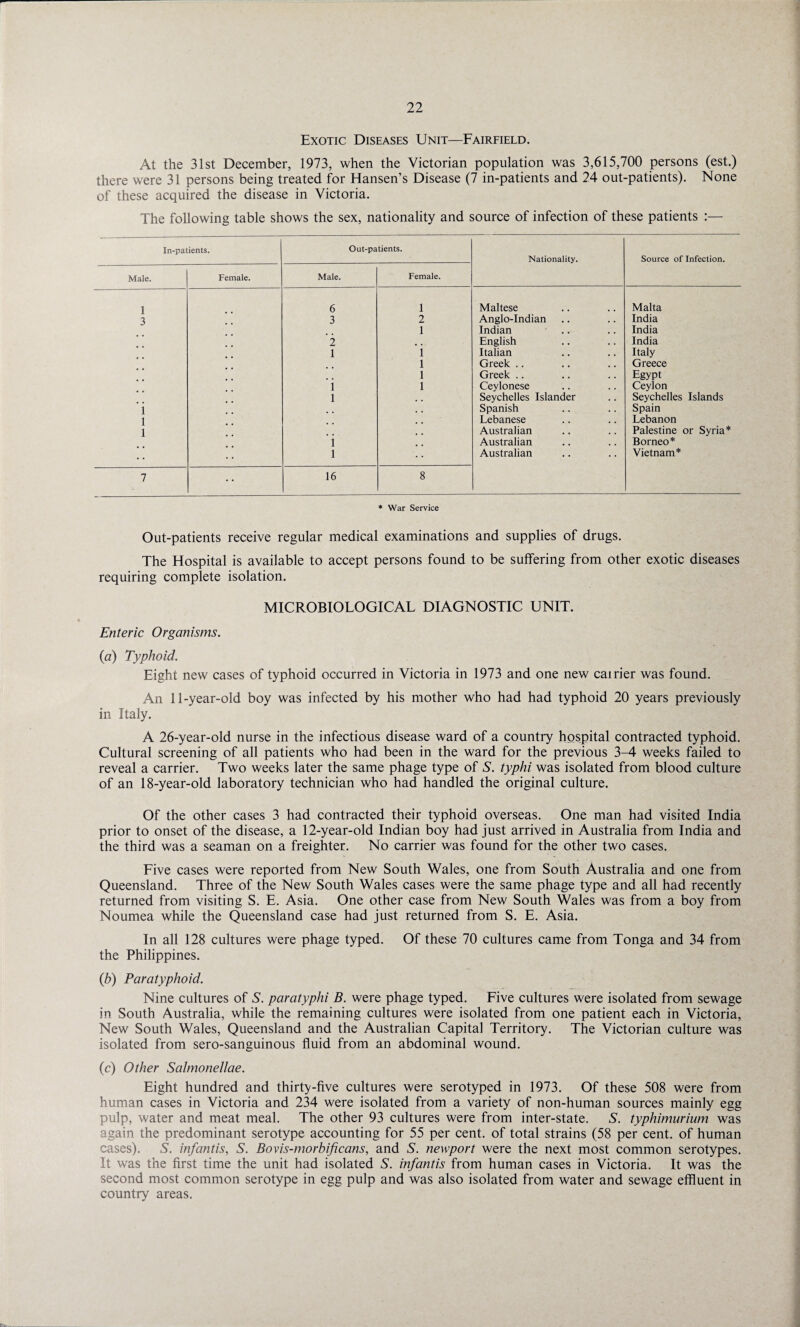 22
Exotic Diseases Unit—Fairfield.
At the 31st December, 1973, when the Victorian population was 3,615,700 persons (est.)
there were 31 persons being treated for Hansen's Disease (7 in-patients and 24 out-patients). None
of these acquired the disease in Victoria.
The following table shows the sex, nationality and source of infection of these patients :—
In-patients. Out-patients. Nationality. Source of Infection.
Male. Female. Male. Female.
1 .. 6 1 Maltese .. .. Malta
3 .. 3 2 Anglo-Indian .. .. India
.. .. .. 1 Indian .. .. India
.. .. 2 .. English .. .. India
.. .. 1 1 Italian .. .. Italy
.. .. .. 1 Greek .. .. .. Greece
.. .. .. 1 Greek .. .. .. Egypt
.. .. 1 1 Ceylonese .. .. Ceylon
.. .. 1 .. Seychelles Islander .. Seychelles Islands
1 .. .. .. Spanish .. .. Spain
1 .. .. .. Lebanese .. .. Lebanon
1 .. .. .. Australian .. .. Palestine or Syria*
.. .. 1 .. Australian .. .. Borneo*
.. .. 1 .. Australian .. .. Vietnam*
7 .. 16 8
* War Service
Out-patients receive regular medical examinations and supplies of drugs.
The Hospital is available to accept persons found to be suffering from other exotic diseases
requiring complete isolation.
MICROBIOLOGICAL DIAGNOSTIC UNIT.
Enteric Organisms.
(a) Typhoid.
Eight new cases of typhoid occurred in Victoria in 1973 and one new carrier was found.
An 11-year-old boy was infected by his mother who had had typhoid 20 years previously
in Italy.
A 26-year-old nurse in the infectious disease ward of a country hospital contracted typhoid.
Cultural screening of all patients who had been in the ward for the previous 3–4 weeks failed to
reveal a carrier. Two weeks later the same phage type of S. typhi was isolated from blood culture
of an 18-year-old laboratory technician who had handled the original culture.
Of the other cases 3 had contracted their typhoid overseas. One man had visited India
prior to onset of the disease, a 12-year-old Indian boy had just arrived in Australia from India and
the third was a seaman on a freighter. No carrier was found for the other two cases.
Five cases were reported from New South Wales, one from South Australia and one from
Queensland. Three of the New South Wales cases were the same phage type and all had recently
returned from visiting S. E. Asia. One other case from New South Wales was from a boy from
Noumea while the Queensland case had just returned from S. E. Asia.
In all 128 cultures were phage typed. Of these 70 cultures came from Tonga and 34 from
the Philippines.
(b) Paratyphoid.
Nine cultures of S. paratyphi B. were phage typed. Five cultures were isolated from sewage
in South Australia, while the remaining cultures were isolated from one patient each in Victoria,
New South Wales, Queensland and the Australian Capital Territory. The Victorian culture was
isolated from sero-sanguinous fluid from an abdominal wound.
(c) Other Salmonellae.
Eight hundred and thirty-five cultures were serotyped in 1973. Of these 508 were from
human cases in Victoria and 234 were isolated from a variety of non-human sources mainly egg
pulp, water and meat meal. The other 93 cultures were from inter-state. S. typhimurium was
again the predominant serotype accounting for 55 per cent. of total strains (58 per cent. of human
cases). S. infantis, S. Bovis-morbificans, and S. newport were the next most common serotypes.
It was the first time the unit had isolated S. infantis from human cases in Victoria. It was the
second most common serotype in egg pulp and was also isolated from water and sewage effluent in
country areas.